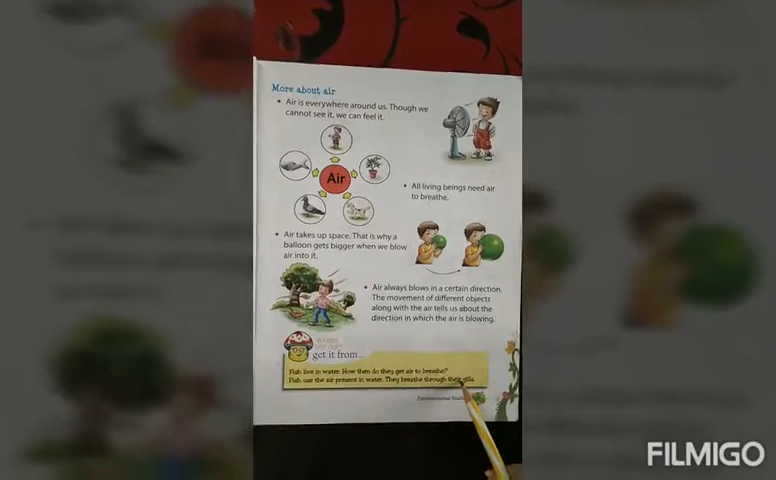 More about air
• Air is everywhere around us. Though we
cannot see it, we can feel it.
Air
• All living beings need air
to breathe.
• Air takes up space. That is why a
balloon gets bigger when we blow
air into it.
• Air always blows in a certain direction.
The movement of different objects
along with the air tells us about the
direction in which the air is blowing.
get it from...
Fish live in water. How then do they get air to breathe?
Fish use the air present in water. They breathe through their gills.
Environmental
FILMIGO